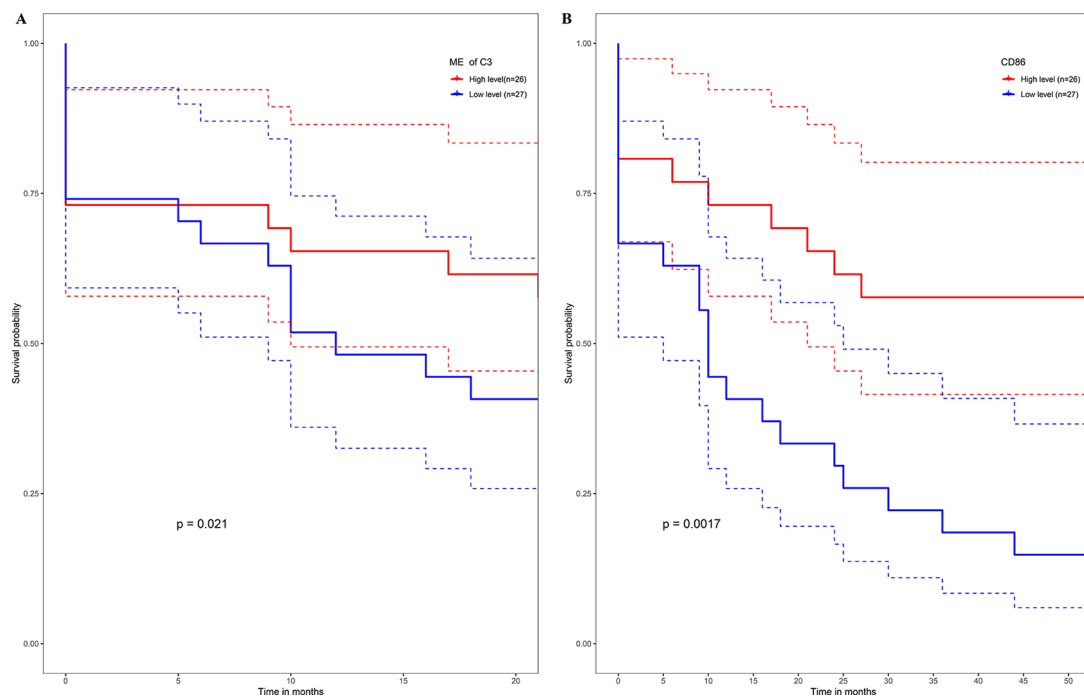 A
ME of C3
High level(n=26)
Low level (n=27)
Survival probability
1.00
0.75
0.50
0.25
0.00
p = 0.021
0 5 10 15 20
Time in months
B
CD86
High level(n=26)
Low level (n=27)
Survival probability
1.00
0.75
0.50
0.25
0.00
p = 0.0017
0 5 10 15 20 25 30 35 40 45 50
Time in months